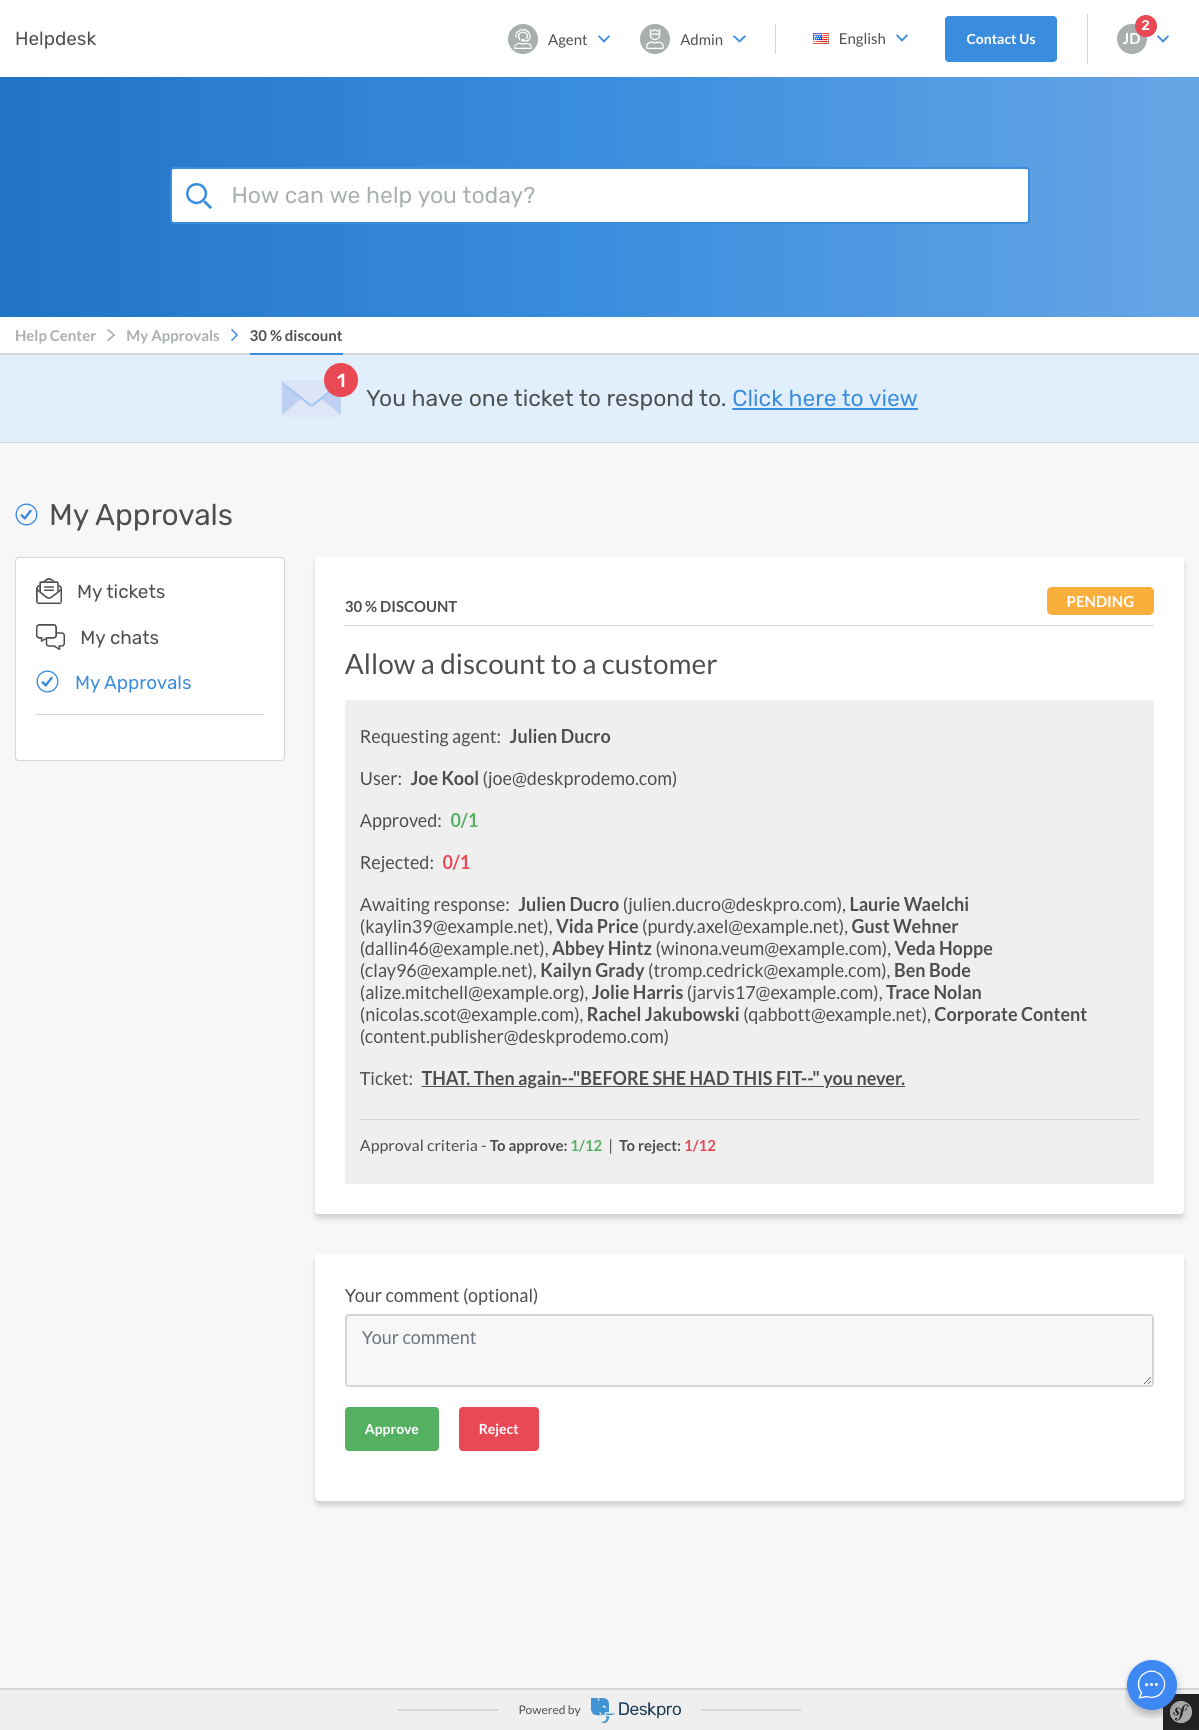 Helpdesk
Agent
Admin
English
Contact Us
JD
2
How can we help you today?
Help Center
My Approvals
30 % discount
1
You have one ticket to respond to. Click here to view
My Approvals
My tickets
My chats
My Approvals
30 % DISCOUNT
PENDING
Allow a discount to a customer
Requesting agent: Julien Ducro
User: Joe Kool (joe@deskprodemo.com)
Approved: 0/1
Rejected: 0/1
Awaiting response: Julien Ducro (julien.ducro@deskpro.com), Laurie Waelchi
(kaylin39@example.net), Vida Price (purdy.axel@example.net), Gust Wehner
(dallin46@example.net), Abbey Hintz (winona.veum@example.com), Veda Hoppe
(clay96@example.net), Kailyn Grady (tromp.cedrick@example.com), Ben Bode
(alize.mitchell@example.org), Jolie Harris (jarvis17@example.com), Trace Nolan
(nicolas.scot@example.com), Rachel Jakubowski (qabbott@example.net), Corporate Content
(content.publisher@deskprodemo.com)
Ticket: THAT. Then again--"BEFORE SHE HAD THIS FIT--" you never.
Approval criteria - To approve: 1/12 | To reject: 1/12
Your comment (optional)
Your comment
Approve
Reject
Powered by Deskpro
sf